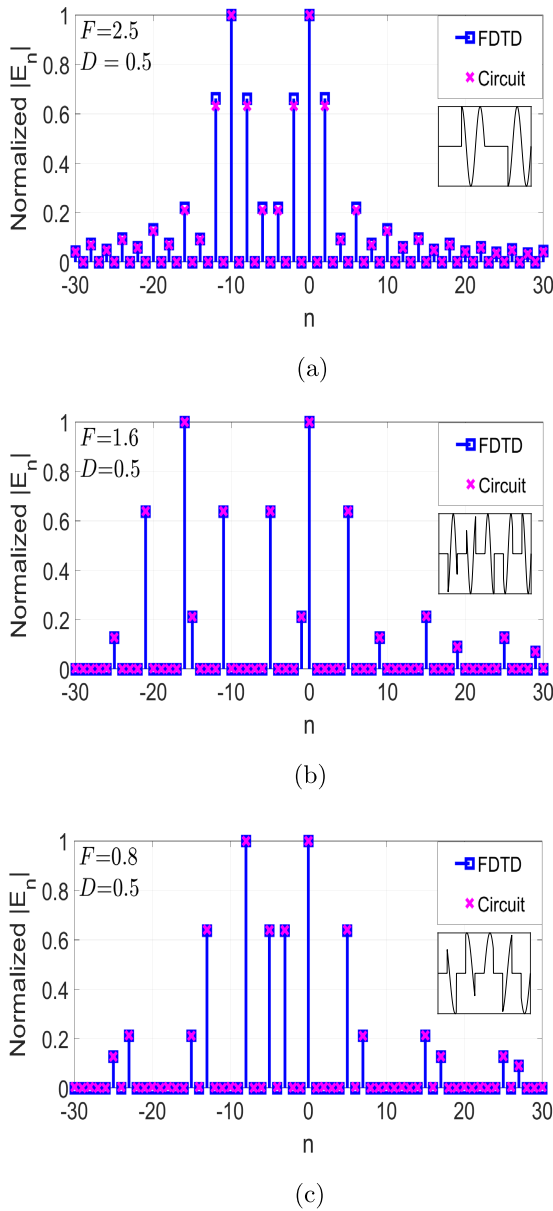 F=2.5
D = 0.5
FDTD
Circuit
Normalized |E_n|
1
0.8
0.6
0.4
0.2
0
-30 -20 -10 0 10 20 30
n
(a)
F=1.6
D=0.5
FDTD
Circuit
Normalized |E_n|
1
0.8
0.6
0.4
0.2
0
-30 -20 -10 0 10 20 30
n
(b)
F=0.8
D=0.5
FDTD
Circuit
Normalized |E_n|
1
0.8
0.6
0.4
0.2
0
-30 -20 -10 0 10 20 30
n
(c)